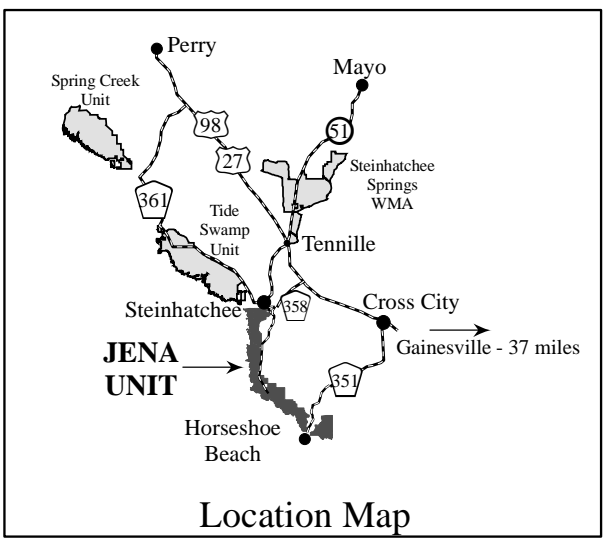 Perry
Mayo
Spring Creek
Unit
98
51
27
Steinhatchee
Springs
WMA
361
Tide
Swamp
Unit
Tennille
Steinhatchee
358
Cross City
Gainesville - 37 miles
JENA
UNIT
351
Horseshoe
Beach
Location Map